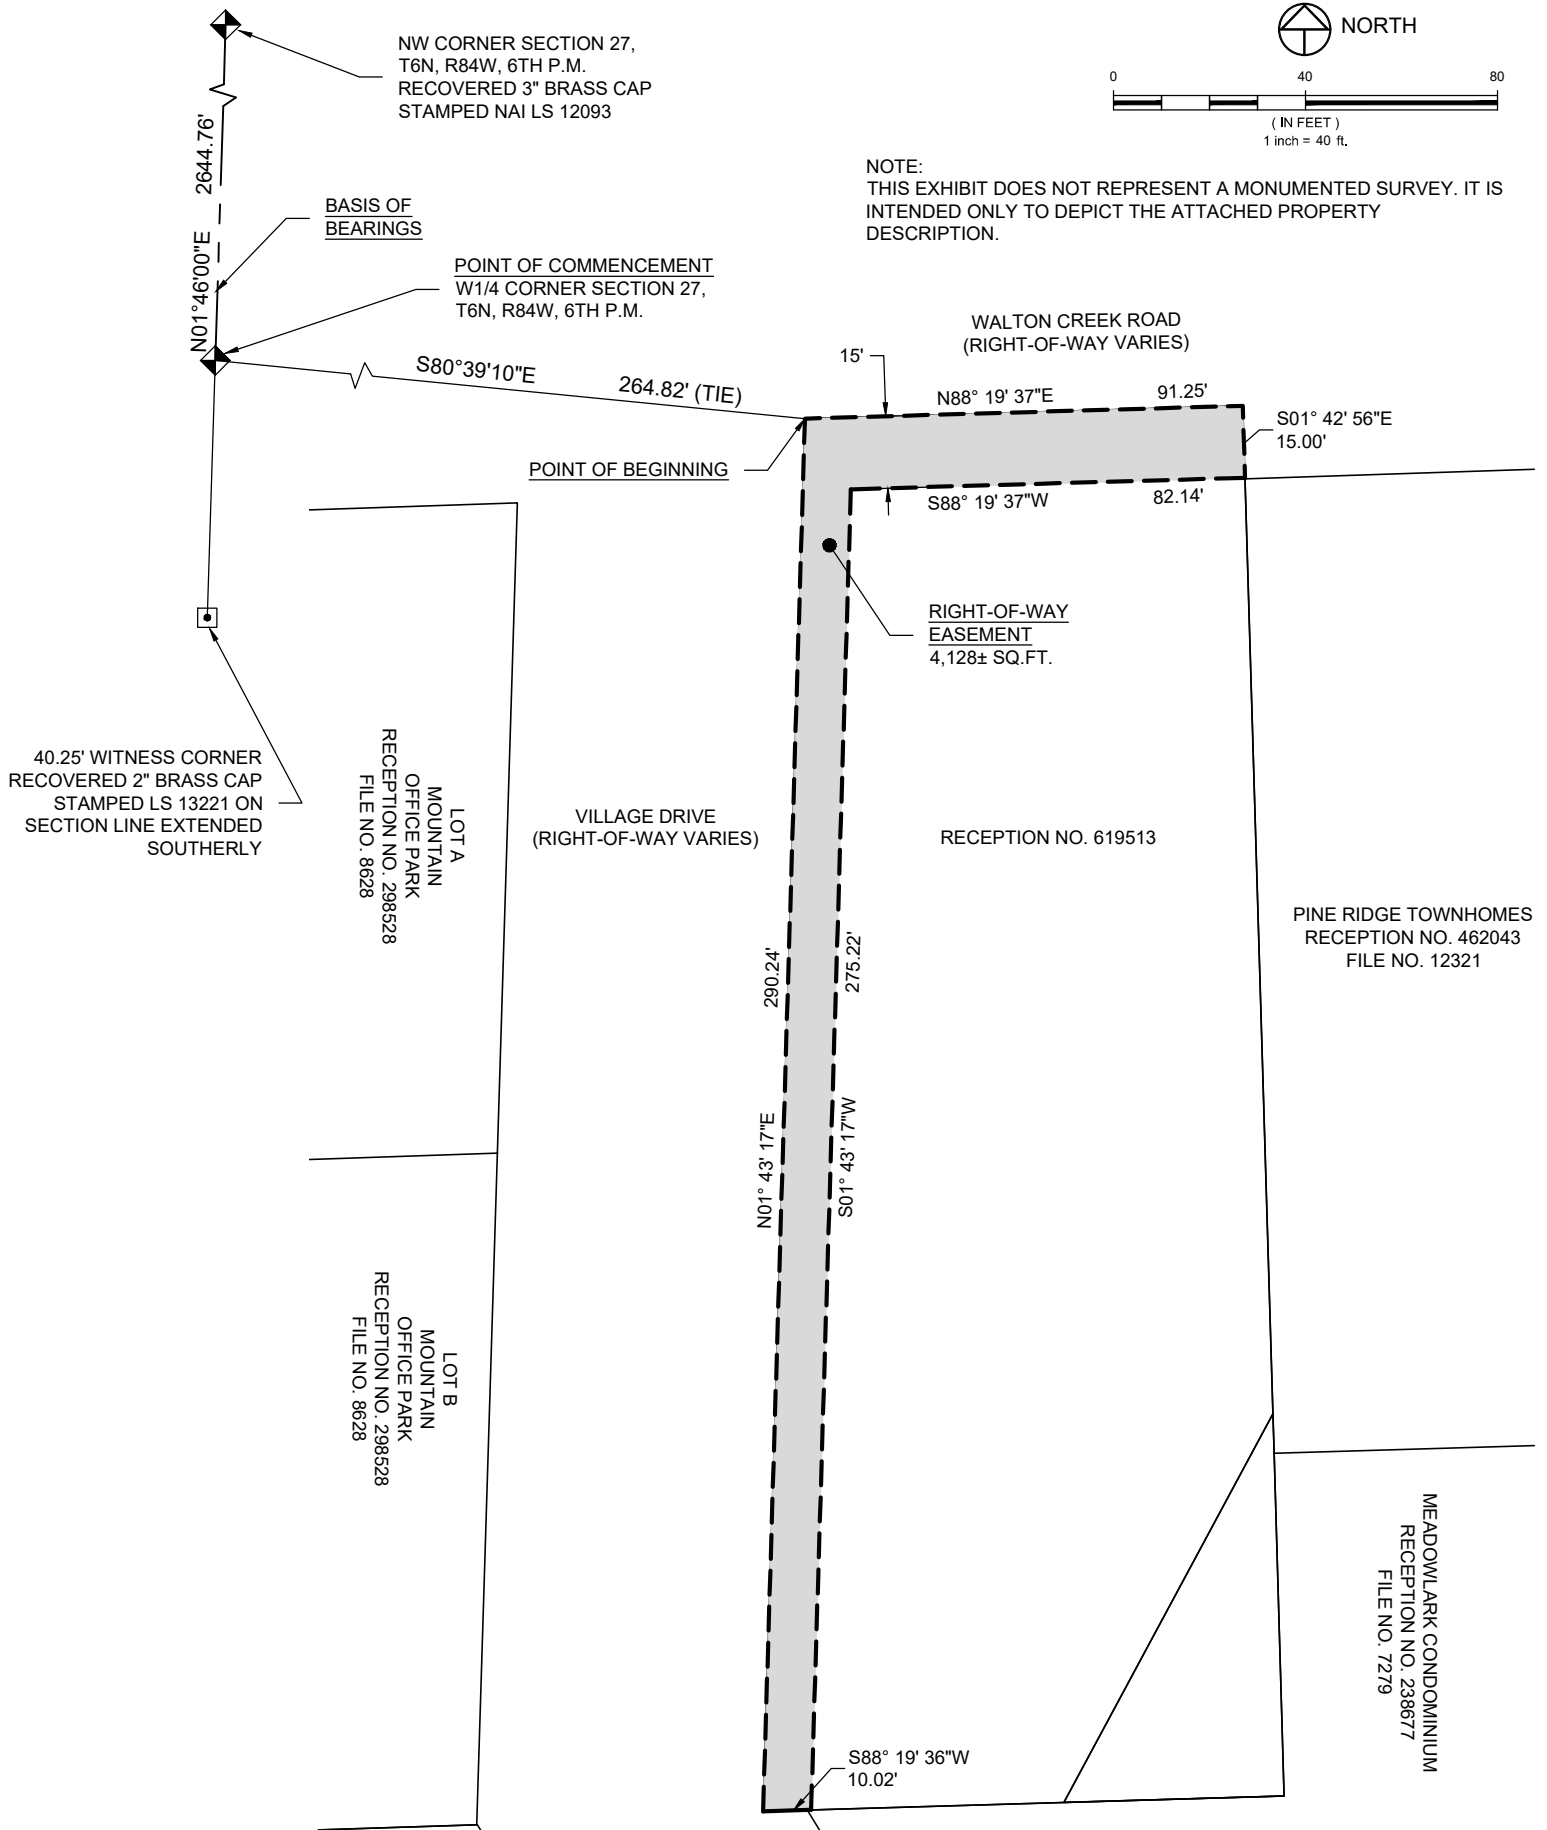 NORTH
0 40 80
( IN FEET )
1 inch = 40 ft.
NW CORNER SECTION 27,
T6N, R84W, 6TH P.M.
RECOVERED 3" BRASS CAP
STAMPED NAI LS 12093
NOTE:
THIS EXHIBIT DOES NOT REPRESENT A MONUMENTED SURVEY. IT IS
INTENDED ONLY TO DEPICT THE ATTACHED PROPERTY
DESCRIPTION.
N01°46'00"E 2644.76'
BASIS OF
BEARINGS
POINT OF COMMENCEMENT
W1/4 CORNER SECTION 27,
T6N, R84W, 6TH P.M.
S80°39'10"E 264.82' (TIE)
WALTON CREEK ROAD
(RIGHT-OF-WAY VARIES)
15'
N88° 19' 37"E 91.25'
S01° 42' 56"E
15.00'
POINT OF BEGINNING
S88° 19' 37"W 82.14'
RIGHT-OF-WAY
EASEMENT
4,128± SQ.FT.
40.25' WITNESS CORNER
RECOVERED 2" BRASS CAP
STAMPED LS 13221 ON
SECTION LINE EXTENDED
SOUTHERLY
LOT A
MOUNTAIN
OFFICE PARK
RECEPTION NO. 298528
FILE NO. 8628
VILLAGE DRIVE
(RIGHT-OF-WAY VARIES)
RECEPTION NO. 619513
PINE RIDGE TOWNHOMES
RECEPTION NO. 462043
FILE NO. 12321
N01° 43' 17"E 290.24'
S01° 43' 17"W 275.22'
LOT B
MOUNTAIN
OFFICE PARK
RECEPTION NO. 298528
FILE NO. 8628
MEADOWLARK CONDOMINIUM
RECEPTION NO. 238677
FILE NO. 7279
S88° 19' 36"W
10.02'